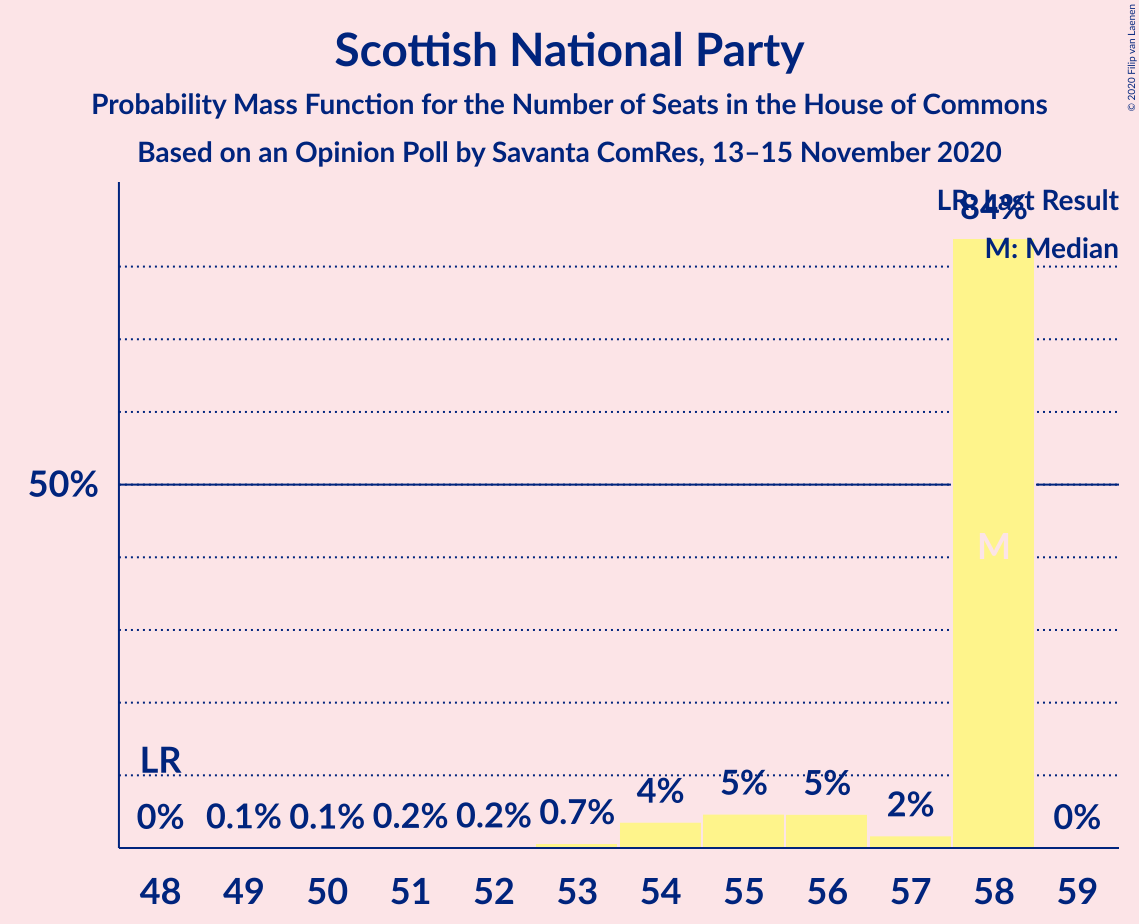 Scottish National Party
Probability Mass Function for the Number of Seats in the House of Commons
Based on an Opinion Poll by Savanta ComRes, 13–15 November 2020
© 2020 Filip van Laenen
LR: Last Result
84%
M: Median
50%
M
LR
0% 0.1% 0.1% 0.2% 0.2% 0.7% 4% 5% 5% 2% 0%
48 49 50 51 52 53 54 55 56 57 58 59